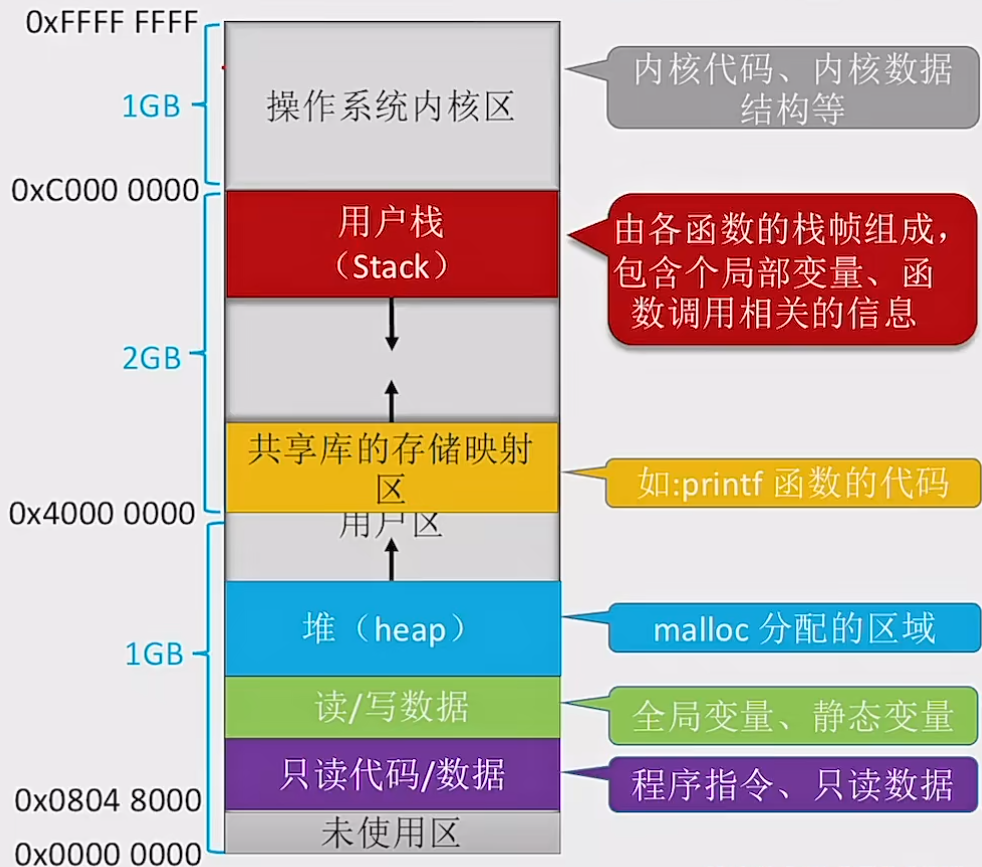 0xFFFF FFFF
1GB
操作系统内核区
内核代码、内核数据
结构等
0xC000 0000
用户栈
（Stack）
由各函数的栈帧组成，
包含个局部变量、函
数调用相关的信息
2GB
共享库的存储映射
区
如:printf 函数的代码
0x4000 0000
用户区
堆（heap）
malloc 分配的区域
1GB
读/写数据
全局变量、静态变量
只读代码/数据
程序指令、只读数据
0x0804 8000
未使用区
0x0000 0000